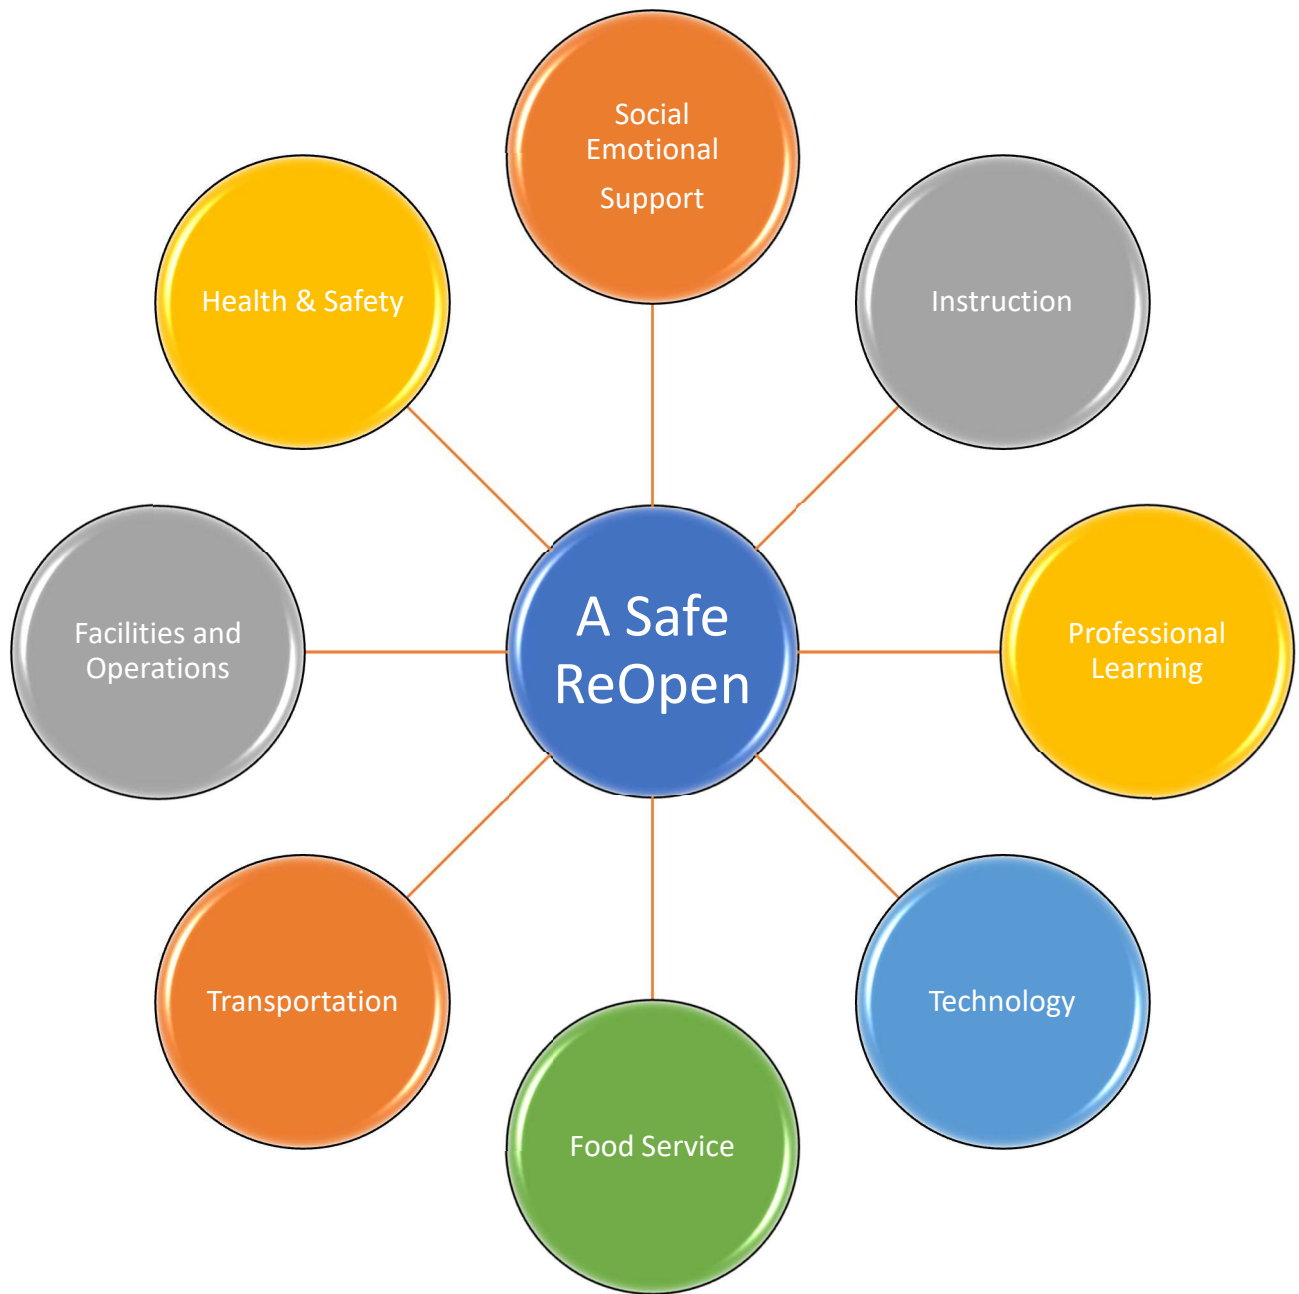 Social
Emotional
Support
Health & Safety
Instruction
A Safe
ReOpen
Facilities and
Operations
Professional
Learning
Transportation
Technology
Food Service